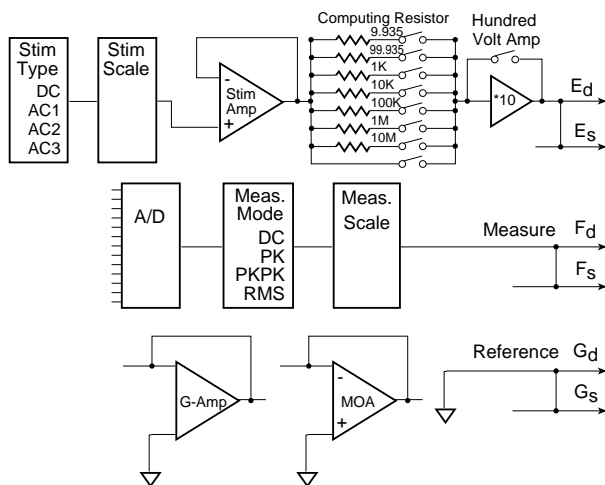 Stim
Type
DC
AC1
AC2
AC3
Stim
Scale
-
Stim
Amp
+
Computing Resistor
9.935
99.935
1K
10K
100K
1M
10M
Hundred
Volt Amp
*10
Ed
Es
A/D
Meas.
Mode
DC
PK
PKPK
RMS
Meas.
Scale
Measure
Fd
Fs
G-Amp
-
MOA
+
Reference
Gd
Gs